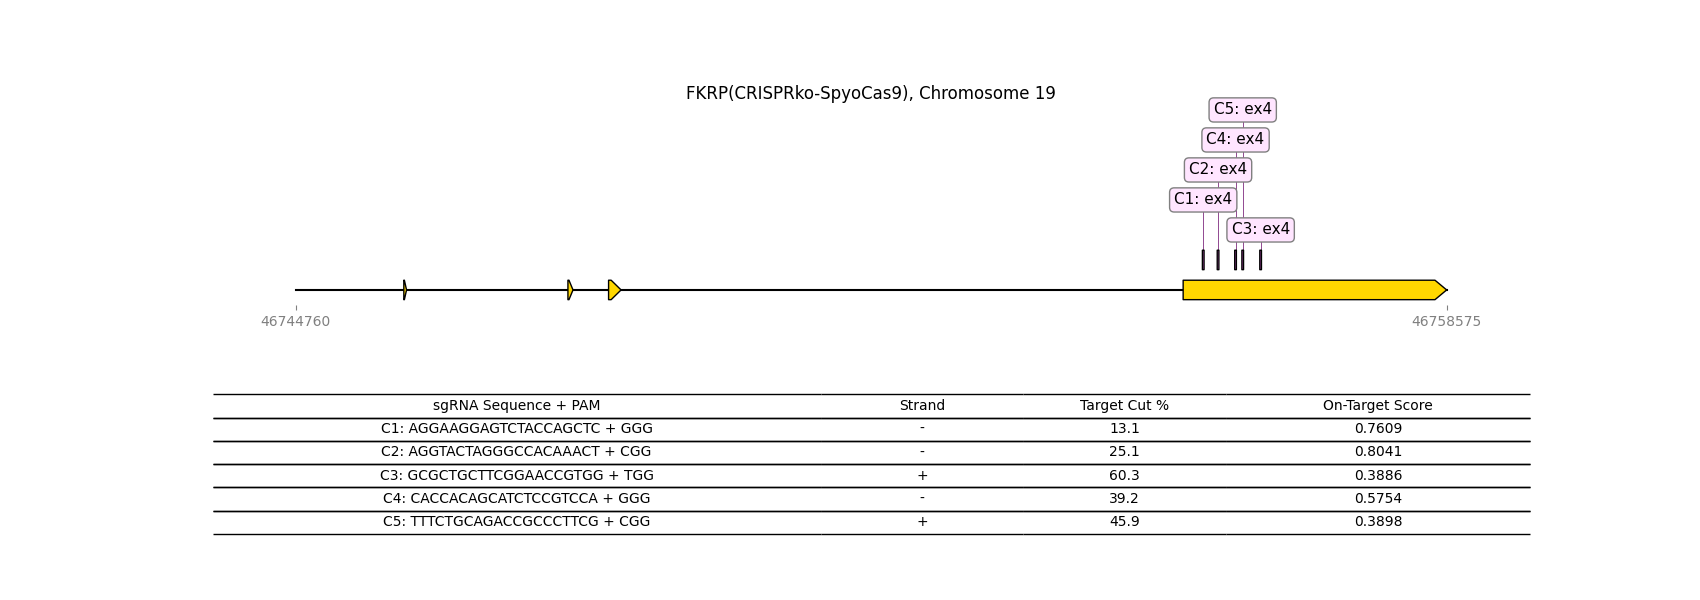 FKRP(CRISPRko-SpyoCas9), Chromosome 19
C5: ex4
C4: ex4
C2: ex4
C1: ex4
C3: ex4
46744760 46758575
sgRNA Sequence + PAM Strand Target Cut % On-Target Score
C1: AGGAAGGAGTCTACCAGCTC + GGG - 13.1 0.7609
C2: AGGTACTAGGGCCACAAACT + CGG - 25.1 0.8041
C3: GCGCTGCTTCGGAACCGTGG + TGG + 60.3 0.3886
C4: CACCACAGCATCTCCGTCCA + GGG - 39.2 0.5754
C5: TTTCTGCAGACCGCCCTTCG + CGG + 45.9 0.3898